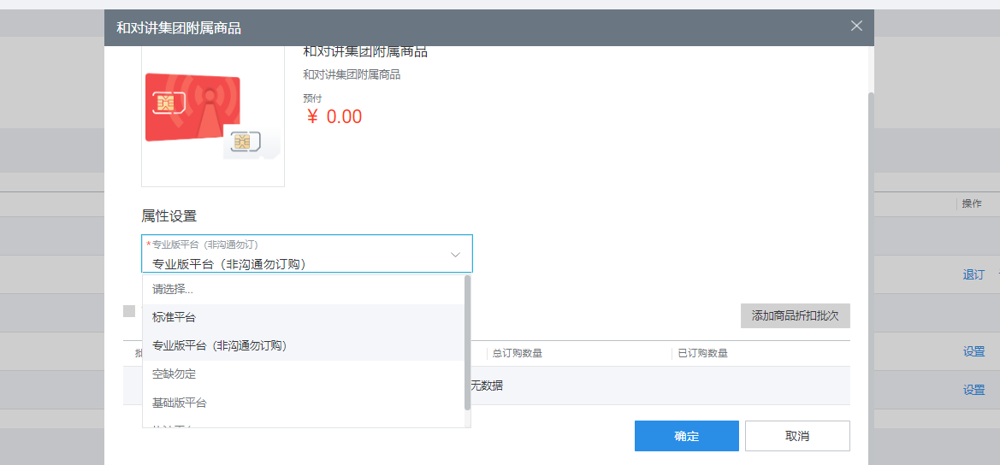 和对讲集团附属商品
和对讲集团附属商品
和对讲集团附属商品
预付
¥ 0.00
操作
属性设置
*专业版平台（非沟通勿订）
专业版平台（非沟通勿订购）
退订
请选择...
标准平台
添加商品折扣批次
专业版平台（非沟通勿订购）
总订购数量
已订购数量
设置
空缺勿定
无数据
设置
基础版平台
确定
取消